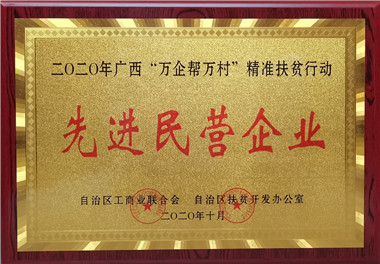 二〇二〇年广西“万企帮万村”精准扶贫行动
先进民营企业
自治区工商业联合会 自治区扶贫开发办公室
二〇二〇年十月